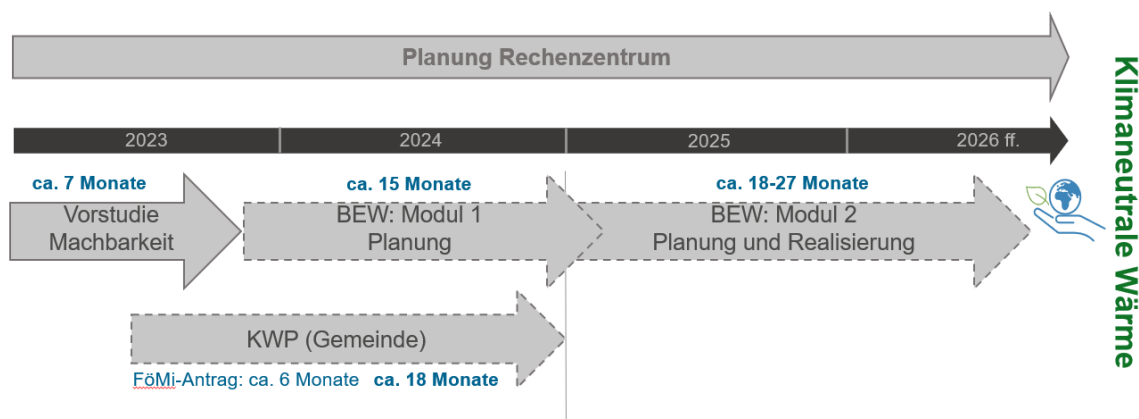 Planung Rechenzentrum
2023 2024 2025 2026 ff.
ca. 7 Monate ca. 15 Monate ca. 18-27 Monate
Vorstudie
Machbarkeit
BEW: Modul 1
Planung
BEW: Modul 2
Planung und Realisierung
KWP (Gemeinde)
FöMi-Antrag: ca. 6 Monate ca. 18 Monate
Klimaneutrale Wärme